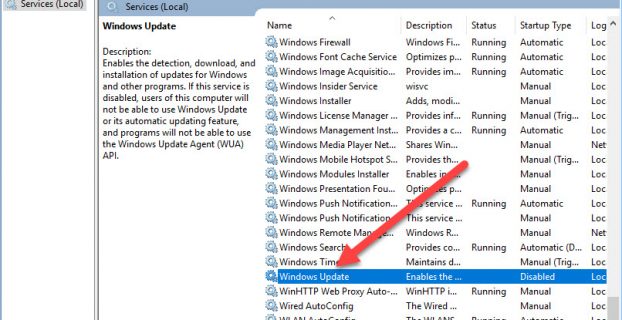 Services (Local)
Services (Local)
Windows Update
Description:
Enables the detection, download, and
installation of updates for Windows
and other programs. If this service is
disabled, users of this computer will
not be able to use Windows Update
or its automatic updating feature,
and programs will not be able to use
the Windows Update Agent (WUA)
API.
Name Description Status Startup Type Log
Windows Firewall Windows Fi... Running Automatic Loc
Windows Font Cache Service Optimizes p... Running Automatic Loc
Windows Image Acquisitio... Provides im... Running Automatic Loc
Windows Insider Service wisvc Manual Loc
Windows Installer Adds, modi... Manual Loc
Windows License Manager ... Provides inf... Running Manual (Trig... Loc
Windows Management Inst... Provides a c... Running Automatic Loc
Windows Media Player Net... Shares Win... Manual Net
Windows Mobile Hotspot S... Provides th... Manual (Trig... Loc
Windows Modules Installer Enables Manual Loc
Windows Presentation Fou... Manual Loc
Windows Push Notification... service ... Running Automatic Loc
Windows Push Notification... This service ... Running Manual Loc
Windows Remote Manage... Windows R... Manual Net
Windows Search Provides co... Running Automatic (D... Loc
Windows Time Maintains d... Manual (Trig... Loc
Windows Update Enables the ... Disabled Loc
WinHTTP Web Proxy Auto-... WinHTTP i... Running Manual Loc
Wired AutoConfig The Wired ... Manual Loc
WLAN AutoConfig The WLANS... Running Automatic Loc